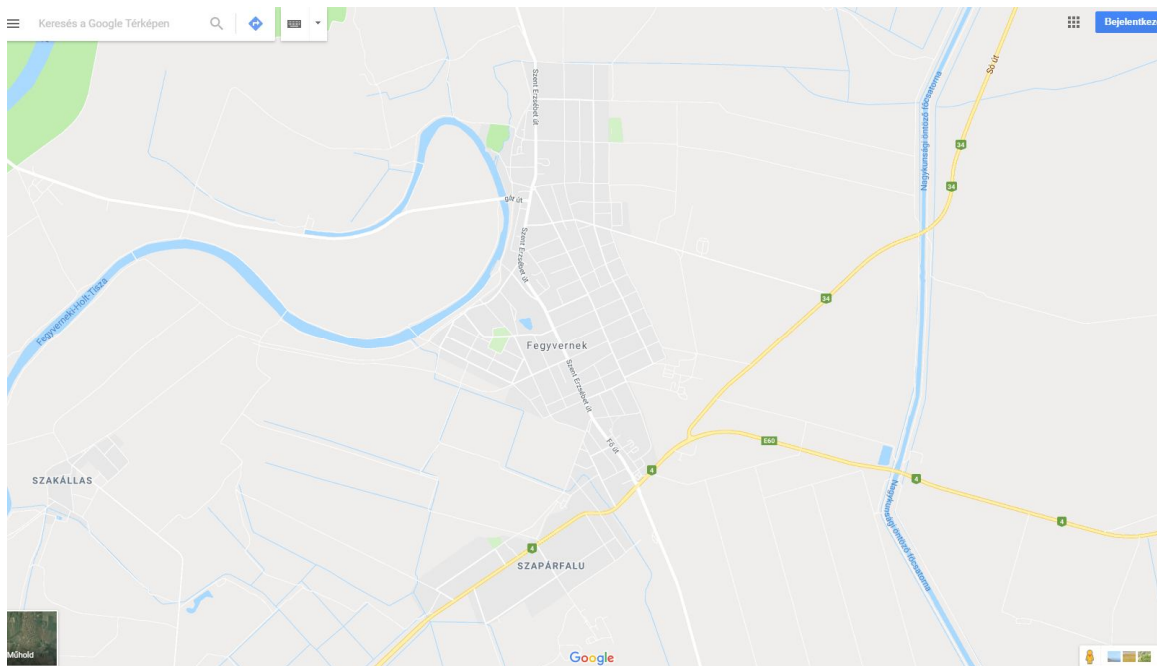 Keresés a Google Térképen
Bejelentkez
Só út
Szent Erzsébet út
Nagykunsági öntöző főcsatorna
34
34
gár út
Szent Erzsébet út
Fegyverneki-Holt-Tisza
34
Fegyvernek
Szent Erzsébet út
Fő út
E60
4
4
SZAKÁLLAS
Nagykunsági öntöző főcsatorna
4
4
SZAPÁRFALU
Műhold
Google